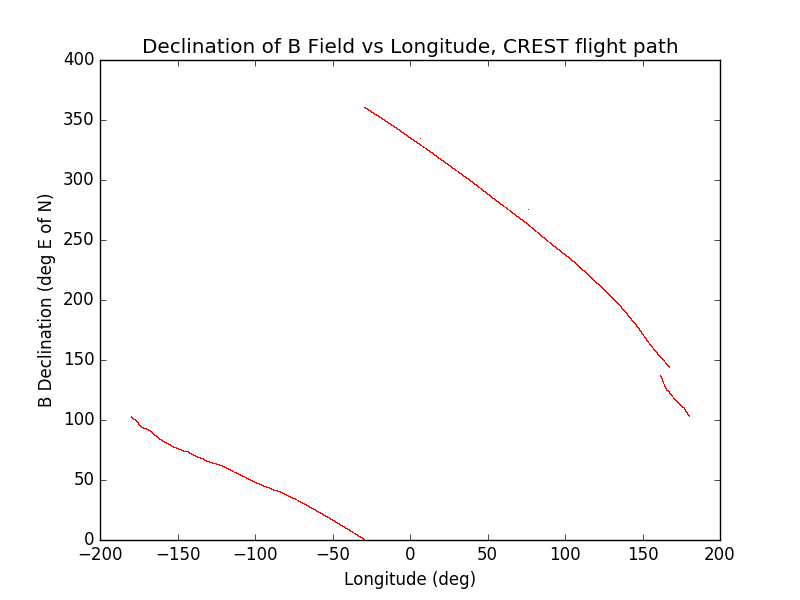 Declination of B Field vs Longitude, CREST flight path
400
350
300
250
200
150
100
50
0
B Declination (deg E of N)
−200 −150 −100 −50 0 50 100 150 200
Longitude (deg)